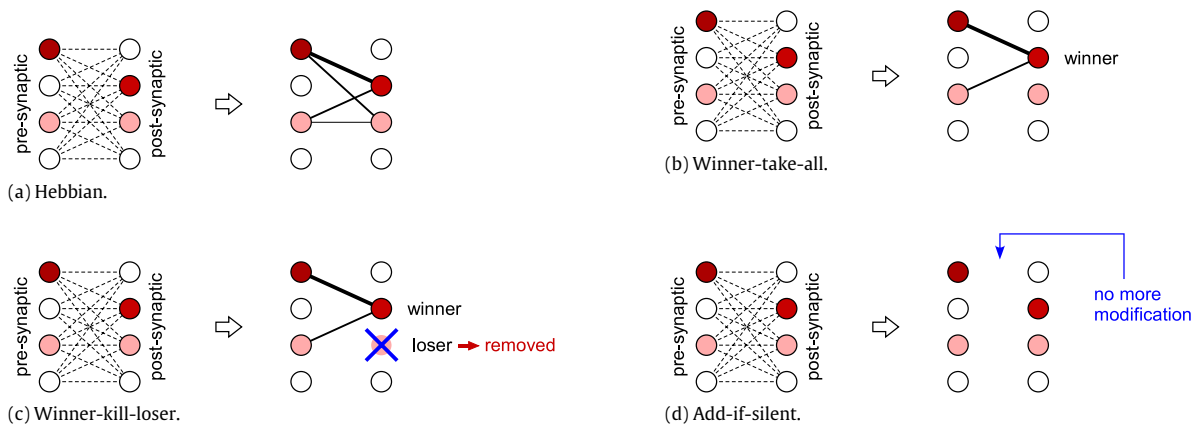 pre-synaptic
post-synaptic
(a) Hebbian.
pre-synaptic
post-synaptic
winner
(b) Winner-take-all.
pre-synaptic
post-synaptic
winner
loser removed
(c) Winner-kill-loser.
pre-synaptic
post-synaptic
no more
modification
(d) Add-if-silent.